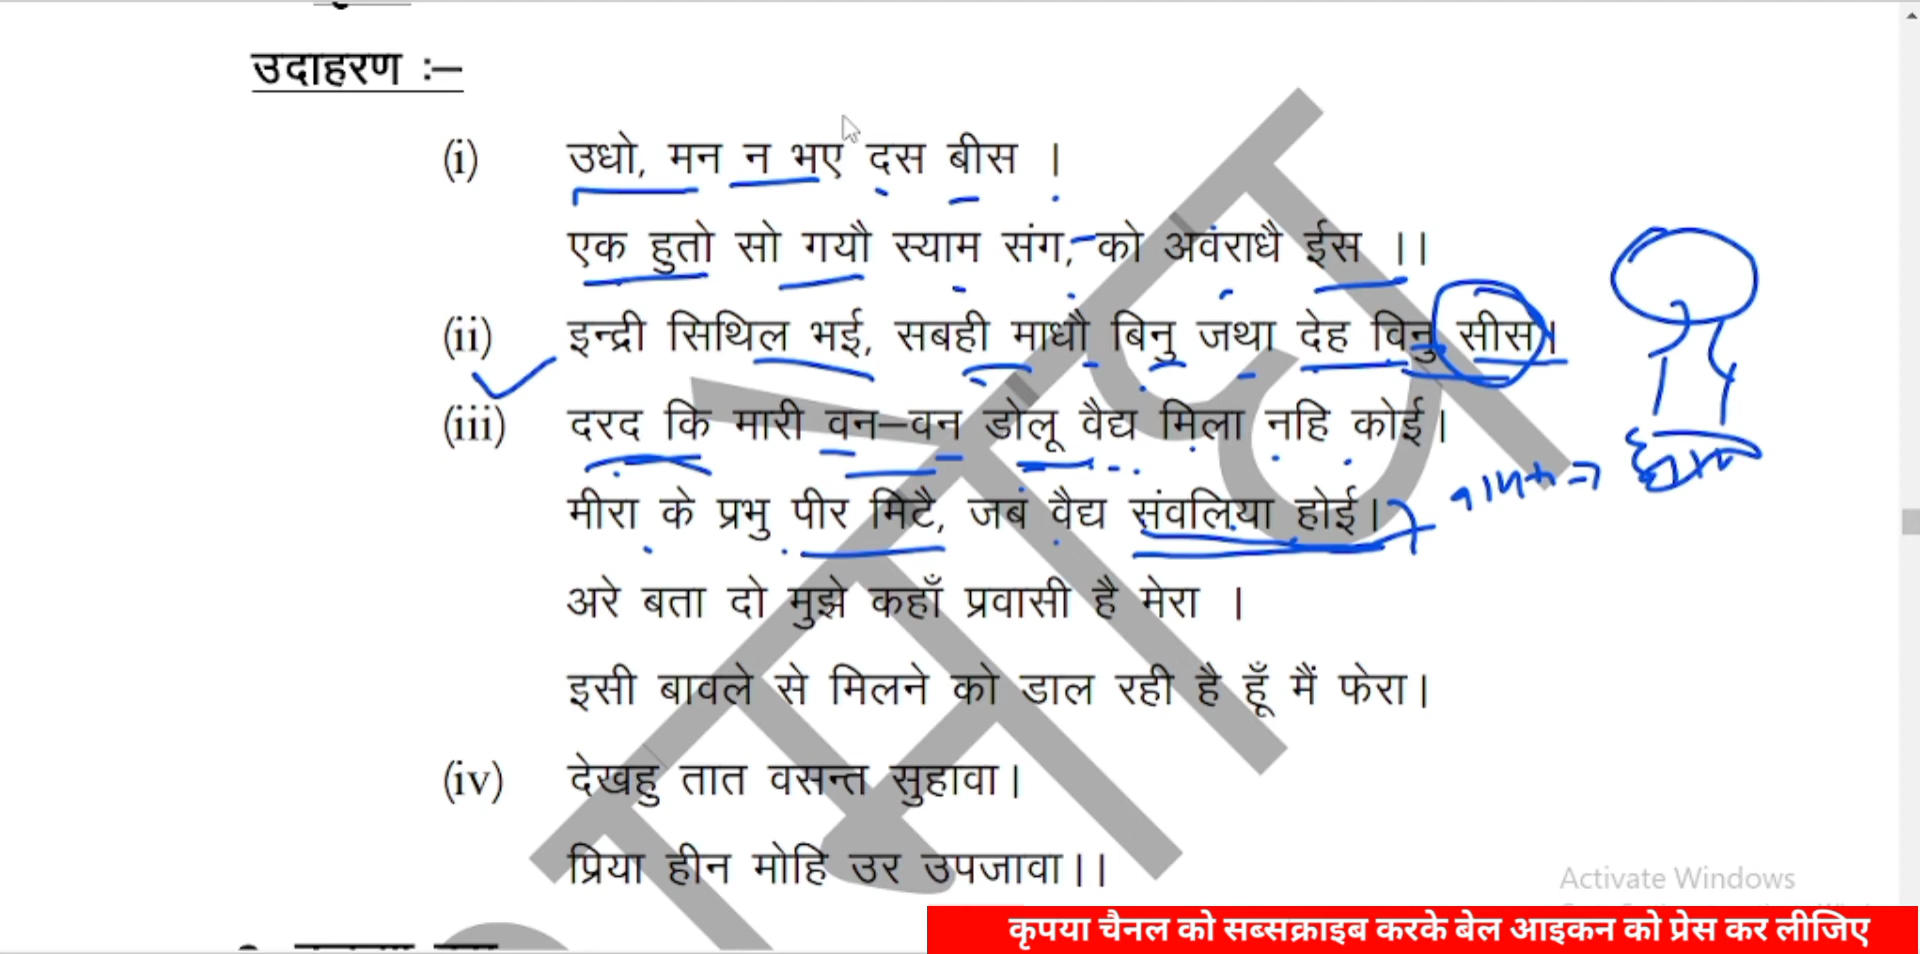 उदाहरण :–
(i) उधो, मन न भए दस बीस ।
एक हुतो सो गयौ स्याम संग, को अवराधै ईस ।।
(ii) इन्द्री सिथिल भई, सबही माधौ बिनु जथा देह विनु सीस।
(iii) दरद कि मारी वन–वन डोलू वैद्य मिला नहि कोई।
मीरा के प्रभु पीर मिटै, जब वैद्य संवलिया होई।
अरे बता दो मुझे कहाँ प्रवासी है मेरा ।
इसी बावले से मिलने को डाल रही है हूँ मैं फेरा।
(iv) देखहु तात वसन्त सुहावा।
प्रिया हीन मोहि उर उपजावा।।
Activate Windows
कृपया चैनल को सब्सक्राइब करके बेल आइकन को प्रेस कर लीजिए